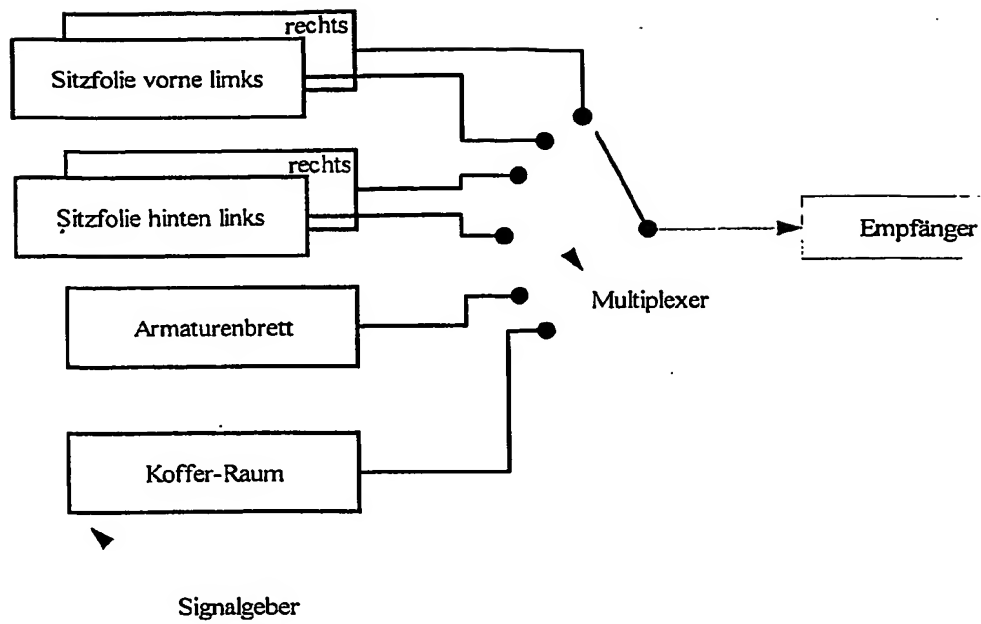 rechts
Sitzfolie vorne limks
rechts
Sitzfolie hinten links
Empfänger
Multiplexer
Armaturenbrett
Koffer-Raum
Signalgeber